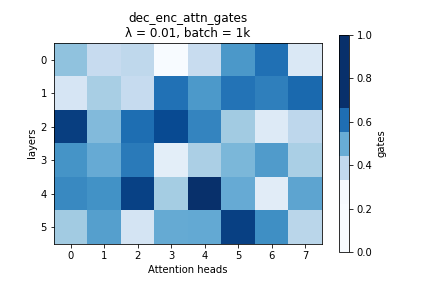 dec_enc_attn_gates
λ = 0.01, batch = 1k
layers
0
1
2
3
4
5
0 1 2 3 4 5 6 7
Attention heads
1.0
0.8
0.6
0.4
0.2
0.0
gates